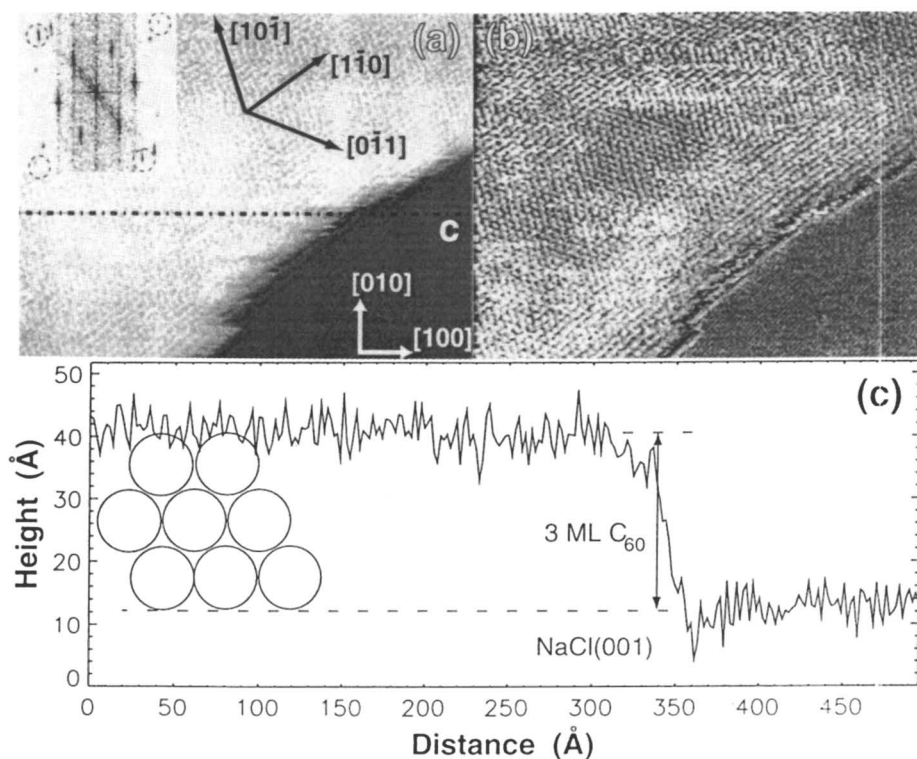 [101̄] (a) (b)
[11̄0]
[01̄1]
c
[010]
[100]
(c)
50
40
30
20
10
0
Height (Å)
3 ML C₆₀
NaCl(001)
0 50 100 150 200 250 300 350 400 450
Distance (Å)